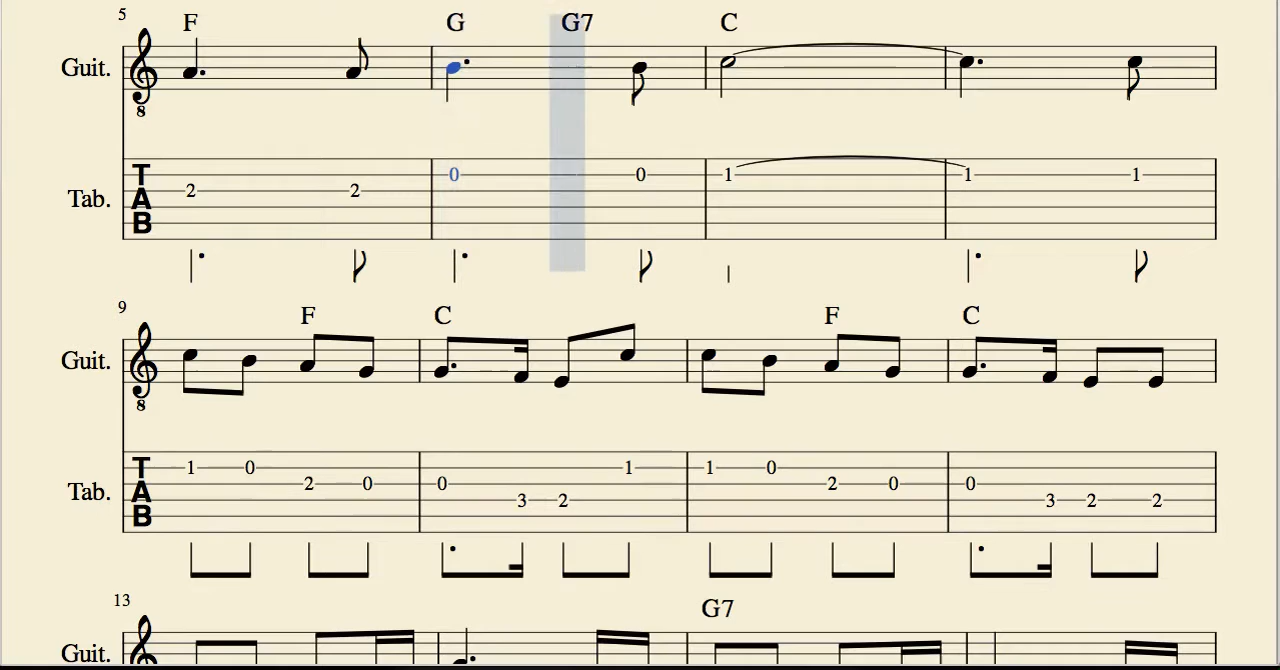 5 F G G7 C
Guit.
8
Tab. T A B 2 2 0 0 1 1 1
9 F C F C
Guit.
8
Tab. T A B 1 0 2 0 0 3 2 1 1 0 2 0 0 3 2 2
13 G7
Guit.